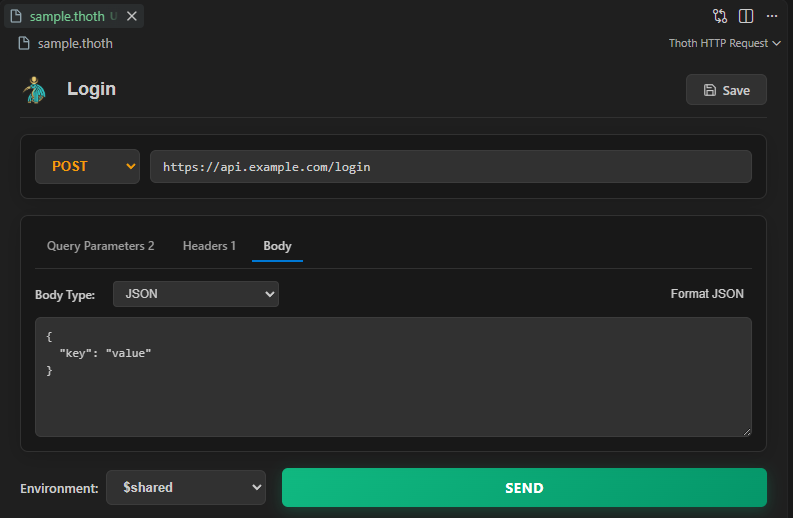 sample.thoth U
sample.thoth
Thoth HTTP Request
Login
Save
POST
https://api.example.com/login
Query Parameters 2 Headers 1 Body
Body Type: JSON Format JSON
{
  "key": "value"
}
Environment: $shared SEND